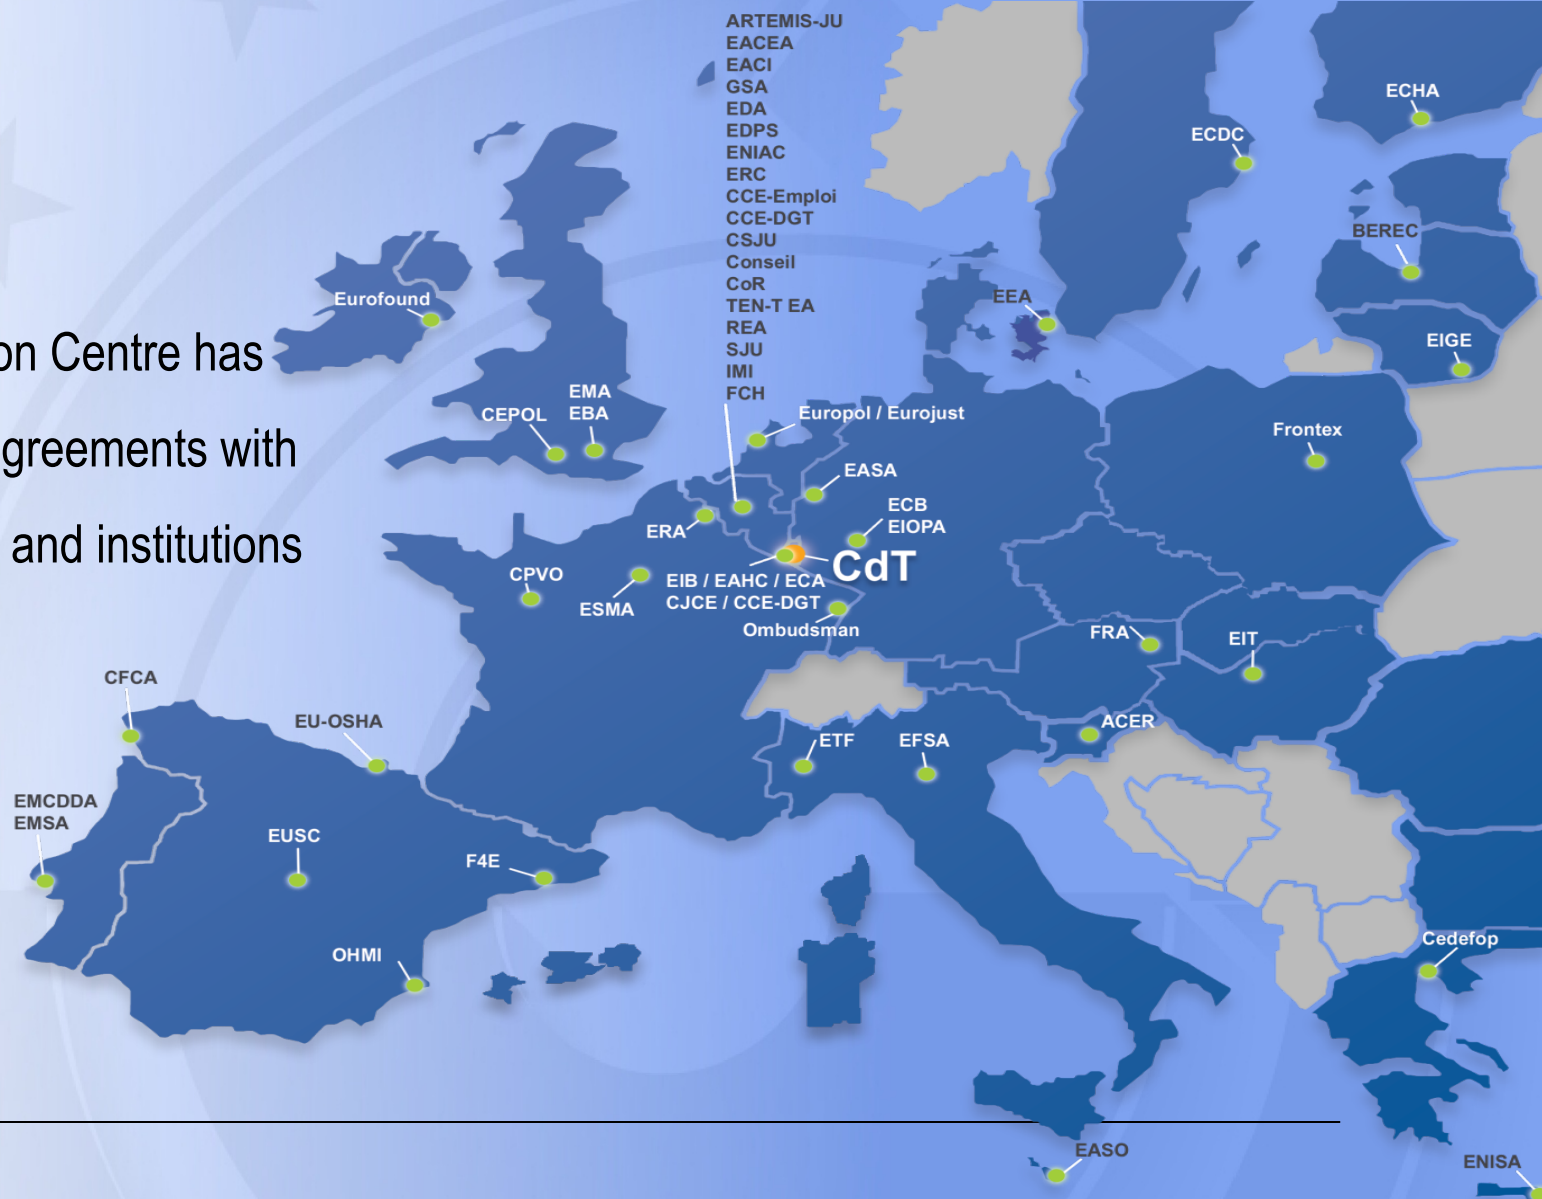 ARTEMIS-JU
EACEA
EACI
GSA
EDA
EDPS
ENIAC
ERC
CCE-Emploi
CCE-DGT
CSJU
Conseil
CoR
TEN-T EA
REA
SJU
IMI
FCH
ECHA
ECDC
BEREC
Eurofound
EEA
EIGE
on Centre has
greements with
and institutions
EMA
EBA
CEPOL
Europol / Eurojust
Frontex
EASA
ECB
EIOPA
ERA
CdT
CPVO
EIB / EAHC / ECA
CJCE / CCE-DGT
ESMA
Ombudsman
FRA
EIT
CFCA
EU-OSHA
ACER
ETF
EFSA
EMCDDA
EMSA
EUSC
F4E
OHMI
Cedefop
EASO
ENISA